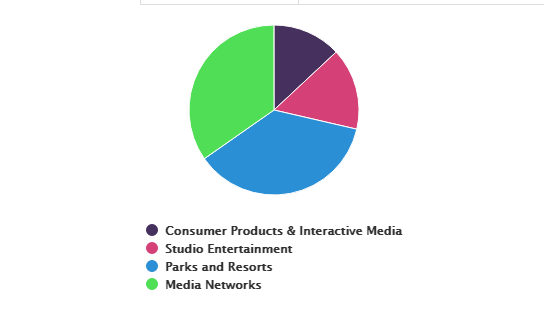 Consumer Products & Interactive Media
Studio Entertainment
Parks and Resorts
Media Networks